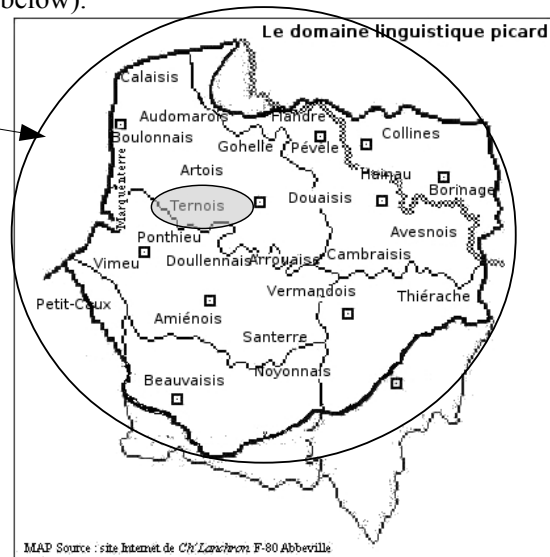 below).
Le domaine linguistique picard
Calaisis
Audomarois
Flandre
Boulonnais
Collines
Gohelle
Pévèle
Marquenterre
Artois
Hainau
Borinage
Ternois
Douaisis
Avesnois
Ponthieu
Vimeu
Doullennais
Arrouaise
Cambraisis
Petit-Caux
Vermandois
Thiérache
Amiénois
Santerre
Noyonnais
Beauvaisis
MAP Source : site Internet de Ch'Lanchron F-80 Abbeville